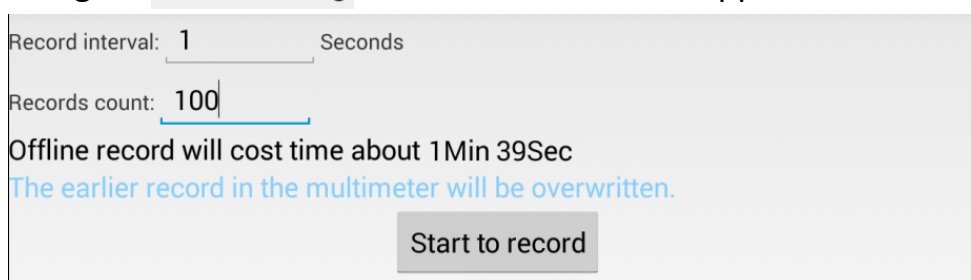 Record interval: 1 Seconds
Records count: 100
Offline record will cost time about 1Min 39Sec
The earlier record in the multimeter will be overwritten.
Start to record